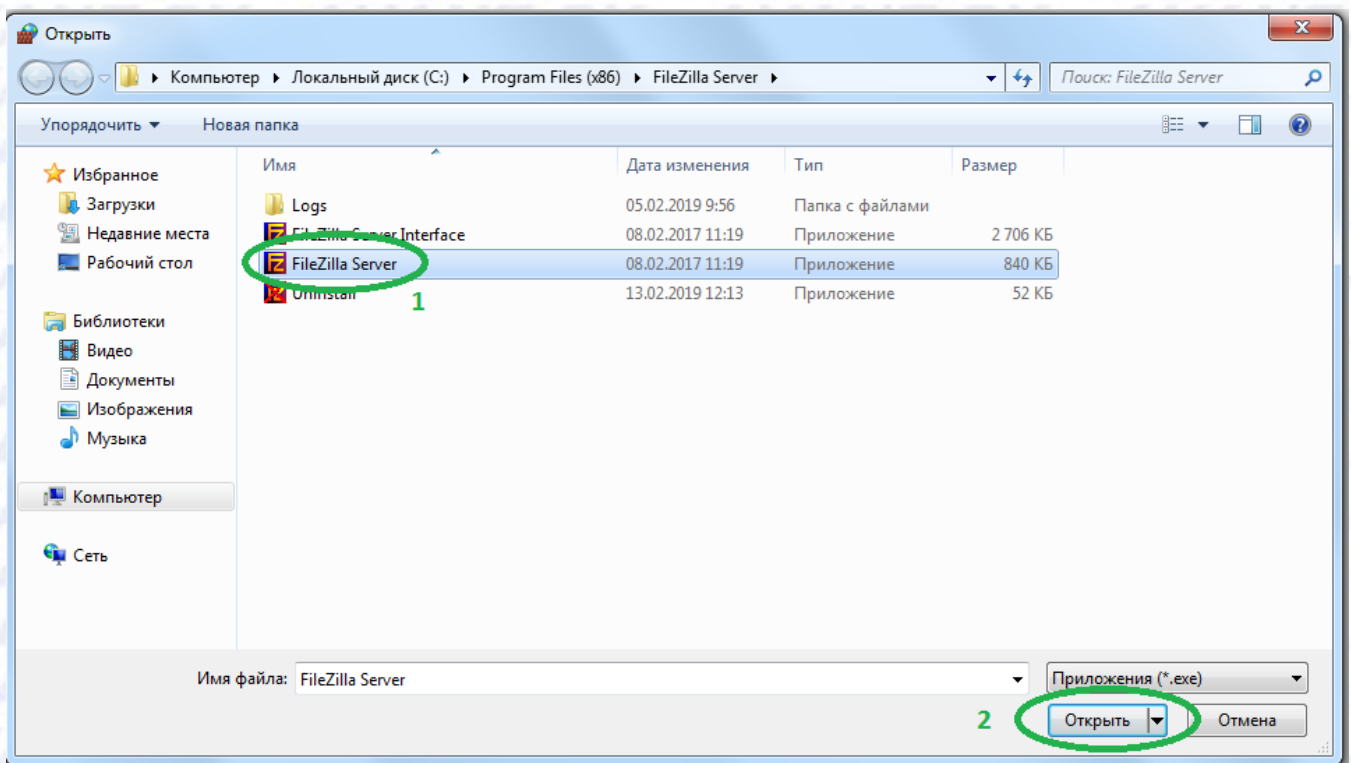 Открыть
Компьютер Локальный диск (C:) Program Files (x86) FileZilla Server
Поиск: FileZilla Server
Упорядочить Новая папка
Избранное
Загрузки
Недавние места
Рабочий стол
Библиотеки
Видео
Документы
Изображения
Музыка
Компьютер
Сеть
Имя Дата изменения Тип Размер
Logs 05.02.2019 9:56 Папка с файлами
FileZilla Server Interface 08.02.2017 11:19 Приложение 2 706 КБ
FileZilla Server 08.02.2017 11:19 Приложение 840 КБ
1
Uninstall 13.02.2019 12:13 Приложение 52 КБ
Имя файла: FileZilla Server Приложения (*.exe)
2 Открыть Отмена